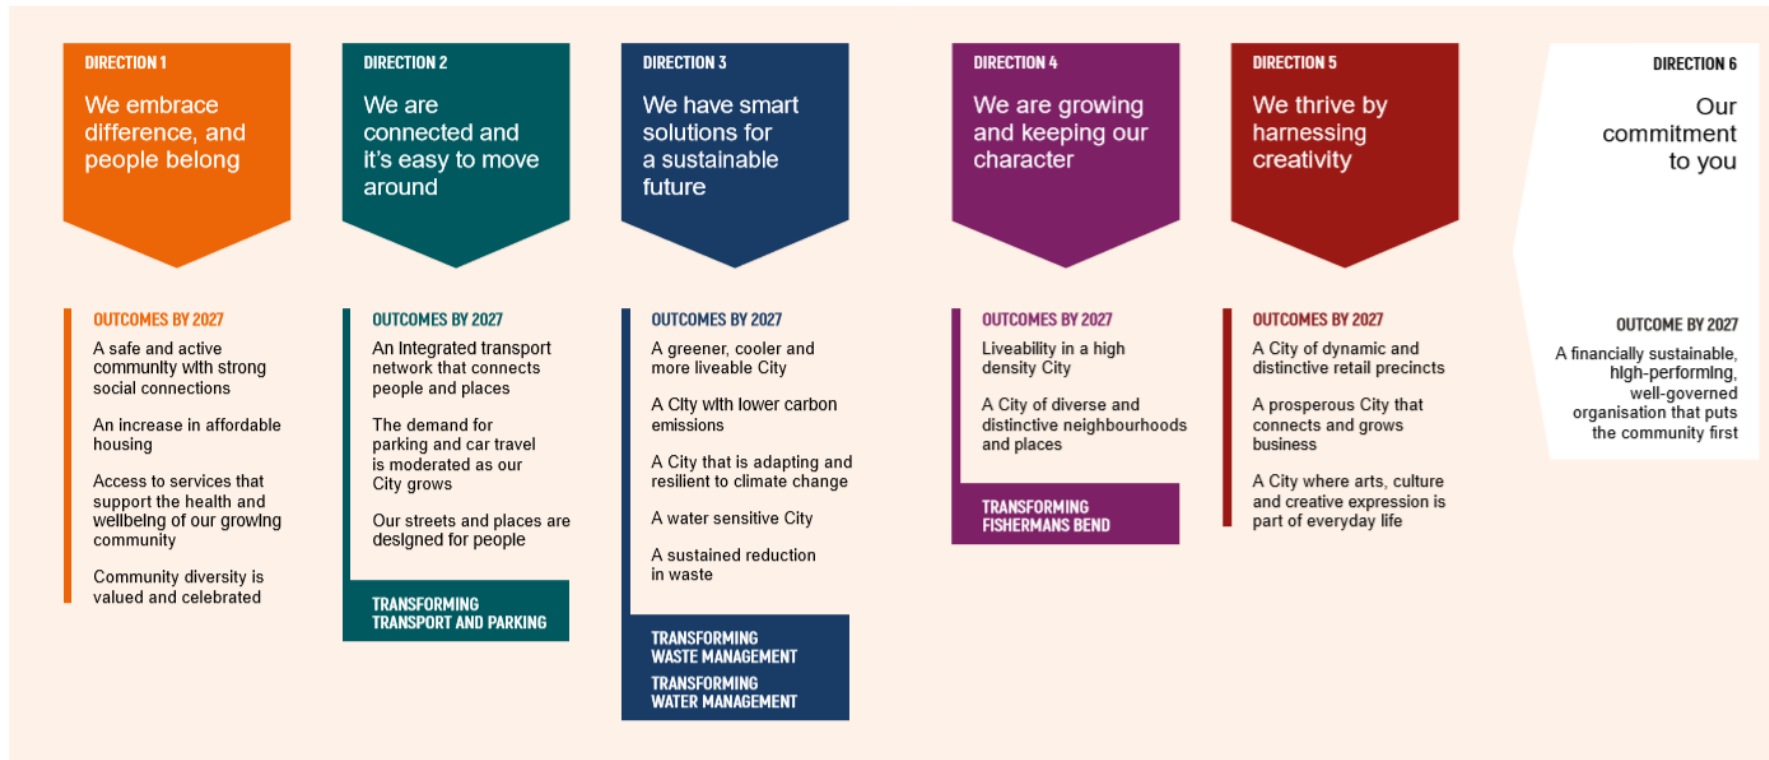 DIRECTION 1
We embrace
difference, and
people belong
OUTCOMES BY 2027
A safe and active
community with strong
social connections
An increase in affordable
housing
Access to services that
support the health and
wellbeing of our growing
community
Community diversity is
valued and celebrated
DIRECTION 2
We are
connected and
it's easy to move
around
OUTCOMES BY 2027
An integrated transport
network that connects
people and places
The demand for
parking and car travel
is moderated as our
City grows
Our streets and places are
designed for people
TRANSFORMING
TRANSPORT AND PARKING
DIRECTION 3
We have smart
solutions for
a sustainable
future
OUTCOMES BY 2027
A greener, cooler and
more liveable City
A City with lower carbon
emissions
A City that is adapting and
resilient to climate change
A water sensitive City
A sustained reduction
in waste
TRANSFORMING
WASTE MANAGEMENT
TRANSFORMING
WATER MANAGEMENT
DIRECTION 4
We are growing
and keeping our
character
OUTCOMES BY 2027
Liveability in a high
density City
A City of diverse and
distinctive neighbourhoods
and places
TRANSFORMING
FISHERMANS BEND
DIRECTION 5
We thrive by
harnessing
creativity
OUTCOMES BY 2027
A City of dynamic and
distinctive retail precincts
A prosperous City that
connects and grows
business
A City where arts, culture
and creative expression is
part of everyday life
DIRECTION 6
Our
commitment
to you
OUTCOME BY 2027
A financially sustainable,
high-performing,
well-governed
organisation that puts
the community first